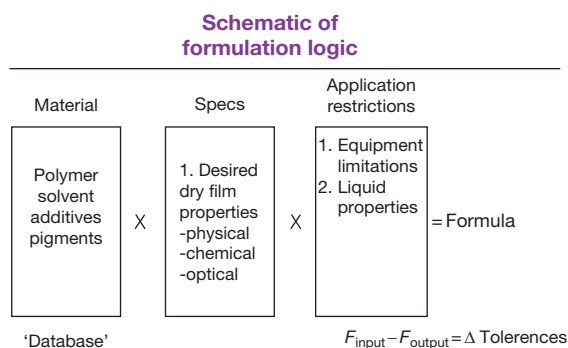 Schematic of
formulation logic
Material
Specs
Application
restrictions
Polymer
solvent
additives
pigments
X
1. Desired
dry film
properties
-physical
-chemical
-optical
X
1. Equipment
limitations
2. Liquid
properties
= Formula
‘Database’
Finput – Foutput = Δ Tolerences